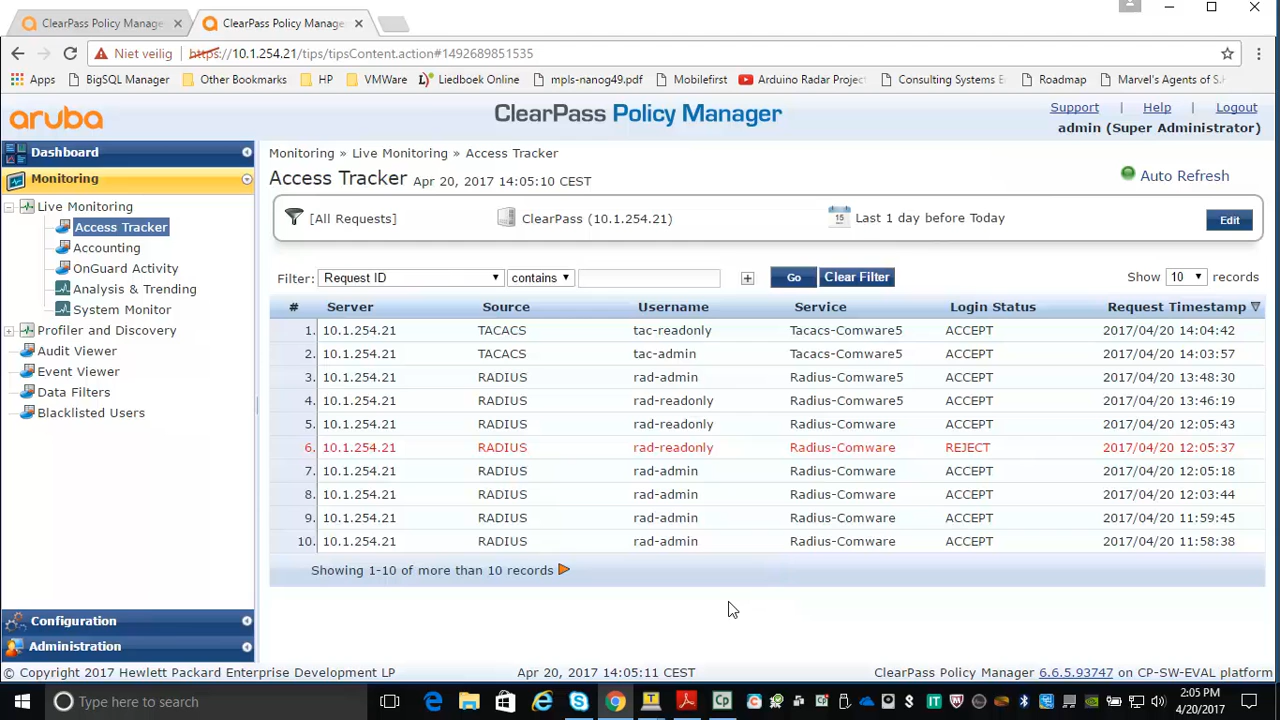 ClearPass Policy Manage ×
ClearPass Policy Manage ×
Niet veilig https://10.1.254.21/tips/tipsContent.action#1492689851535
Apps BigSQL Manager Other Bookmarks HP VMWare Liedboek Online mpls-nanog49.pdf Mobilefirst Arduino Radar Projec Consulting Systems E Roadmap Marvel's Agents of S.
aruba
ClearPass Policy Manager
Support | Help | Logout
admin (Super Administrator)
Dashboard
Monitoring
Live Monitoring
Access Tracker
Accounting
OnGuard Activity
Analysis & Trending
System Monitor
Profiler and Discovery
Audit Viewer
Event Viewer
Data Filters
Blacklisted Users
Configuration
Administration
Monitoring » Live Monitoring » Access Tracker
Access Tracker Apr 20, 2017 14:05:10 CEST
Auto Refresh
[All Requests] ClearPass (10.1.254.21) 15 Last 1 day before Today Edit
Filter: Request ID contains + Go Clear Filter Show 10 records
# Server Source Username Service Login Status Request Timestamp
1. 10.1.254.21 TACACS tac-readonly Tacacs-Comware5 ACCEPT 2017/04/20 14:04:42
2. 10.1.254.21 TACACS tac-admin Tacacs-Comware5 ACCEPT 2017/04/20 14:03:57
3. 10.1.254.21 RADIUS rad-admin Radius-Comware5 ACCEPT 2017/04/20 13:48:30
4. 10.1.254.21 RADIUS rad-readonly Radius-Comware5 ACCEPT 2017/04/20 13:46:19
5. 10.1.254.21 RADIUS rad-readonly Radius-Comware ACCEPT 2017/04/20 12:05:43
6. 10.1.254.21 RADIUS rad-readonly Radius-Comware REJECT 2017/04/20 12:05:37
7. 10.1.254.21 RADIUS rad-admin Radius-Comware ACCEPT 2017/04/20 12:05:18
8. 10.1.254.21 RADIUS rad-admin Radius-Comware ACCEPT 2017/04/20 12:03:44
9. 10.1.254.21 RADIUS rad-admin Radius-Comware ACCEPT 2017/04/20 11:59:45
10. 10.1.254.21 RADIUS rad-admin Radius-Comware ACCEPT 2017/04/20 11:58:38
Showing 1-10 of more than 10 records
© Copyright 2017 Hewlett Packard Enterprise Development LP Apr 20, 2017 14:05:11 CEST ClearPass Policy Manager 6.6.5.93747 on CP-SW-EVAL platform
Type here to search
Cp
IT
2:05 PM
4/20/2017